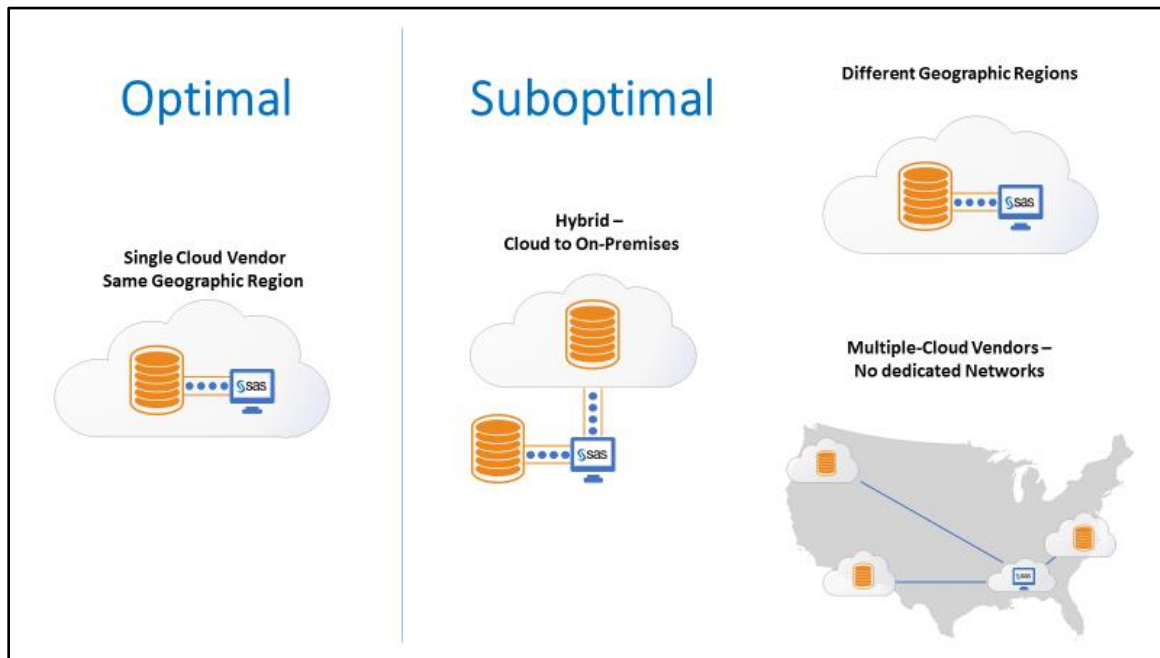 Optimal
Single Cloud Vendor
Same Geographic Region
sas
Suboptimal
Hybrid –
Cloud to On-Premises
sas
Different Geographic Regions
sas
Multiple-Cloud Vendors –
No dedicated Networks
sas